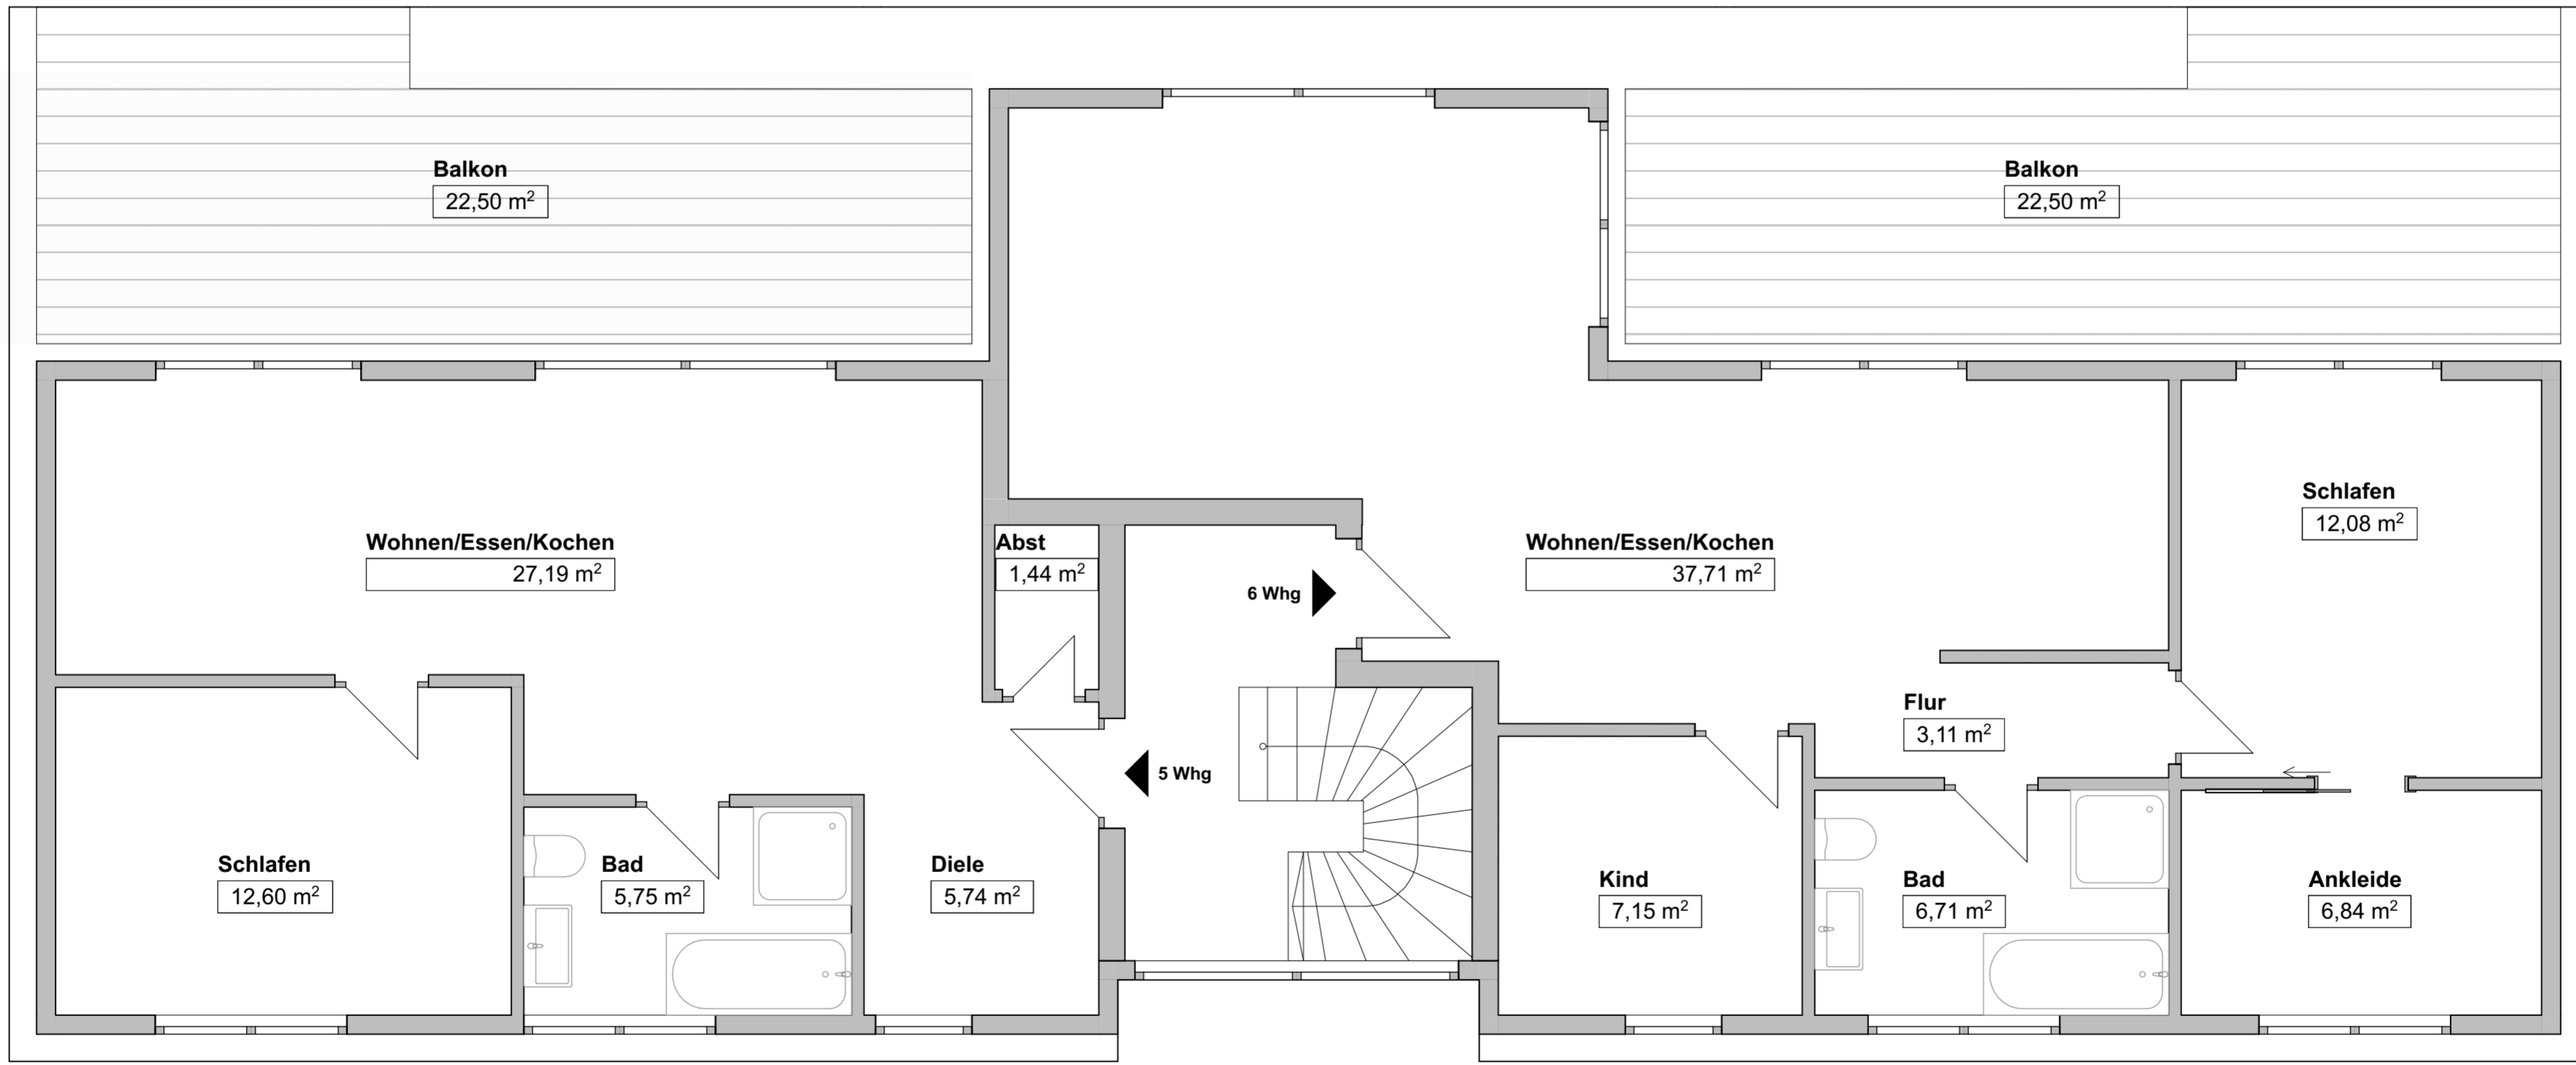 Balkon
22,50 m²
Balkon
22,50 m²
Schlafen
12,08 m²
Wohnen/Essen/Kochen
27,19 m²
Abst
1,44 m²
6 Whg
Wohnen/Essen/Kochen
37,71 m²
Flur
3,11 m²
5 Whg
Schlafen
12,60 m²
Bad
5,75 m²
Diele
5,74 m²
Kind
7,15 m²
Bad
6,71 m²
Ankleide
6,84 m²